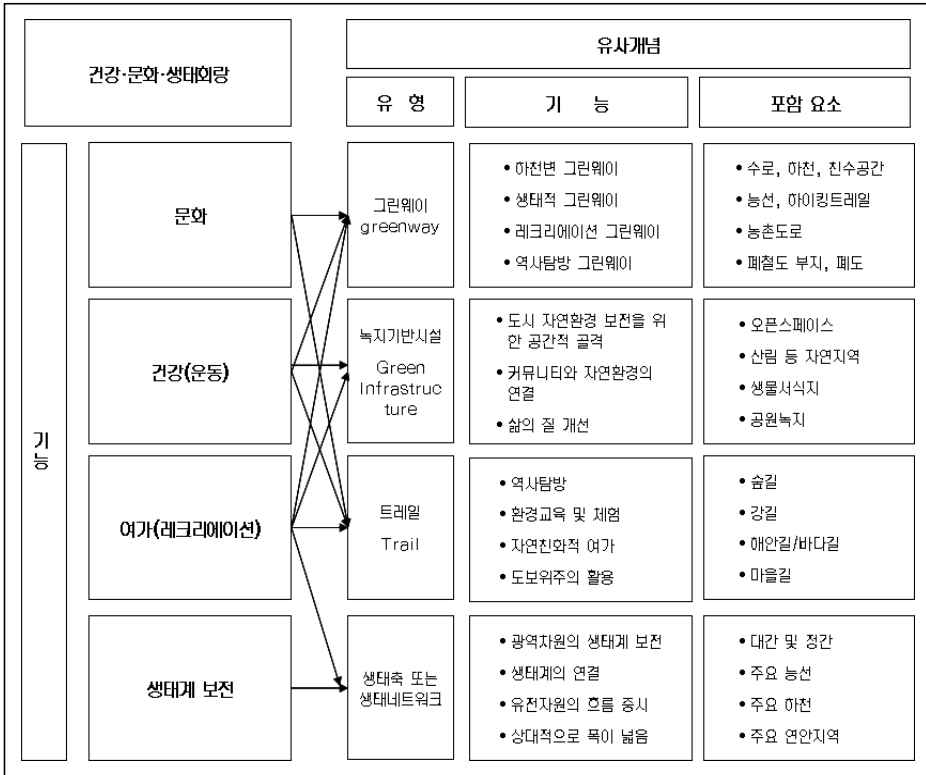 건강·문화·생태회랑
유사개념
유 형
기 능
포함 요소
기능
문화
그린웨이
greenway
• 하천변 그린웨이
• 생태적 그린웨이
• 레크리에이션 그린웨이
• 역사탐방 그린웨이
• 수로, 하천, 친수공간
• 능선, 하이킹트레일
• 농촌도로
• 폐철도 부지, 폐도
건강(운동)
녹지기반시설
Green
Infrastruc
ture
• 도시 자연환경 보전을 위
한 공간적 골격
• 커뮤니티와 자연환경의
연결
• 삶의 질 개선
• 오픈스페이스
• 산림 등 자연지역
• 생물서식지
• 공원녹지
여가(레크리에이션)
트레일
Trail
• 역사탐방
• 환경교육 및 체험
• 자연친화적 여가
• 도보위주의 활용
• 숲길
• 강길
• 해안길/바다길
• 마을길
생태계 보전
생태축 또는
생태네트워크
• 광역차원의 생태계 보전
• 생태계의 연결
• 유전자원의 흐름 중시
• 상대적으로 폭이 넓음
• 대간 및 정간
• 주요 능선
• 주요 하천
• 주요 연안지역